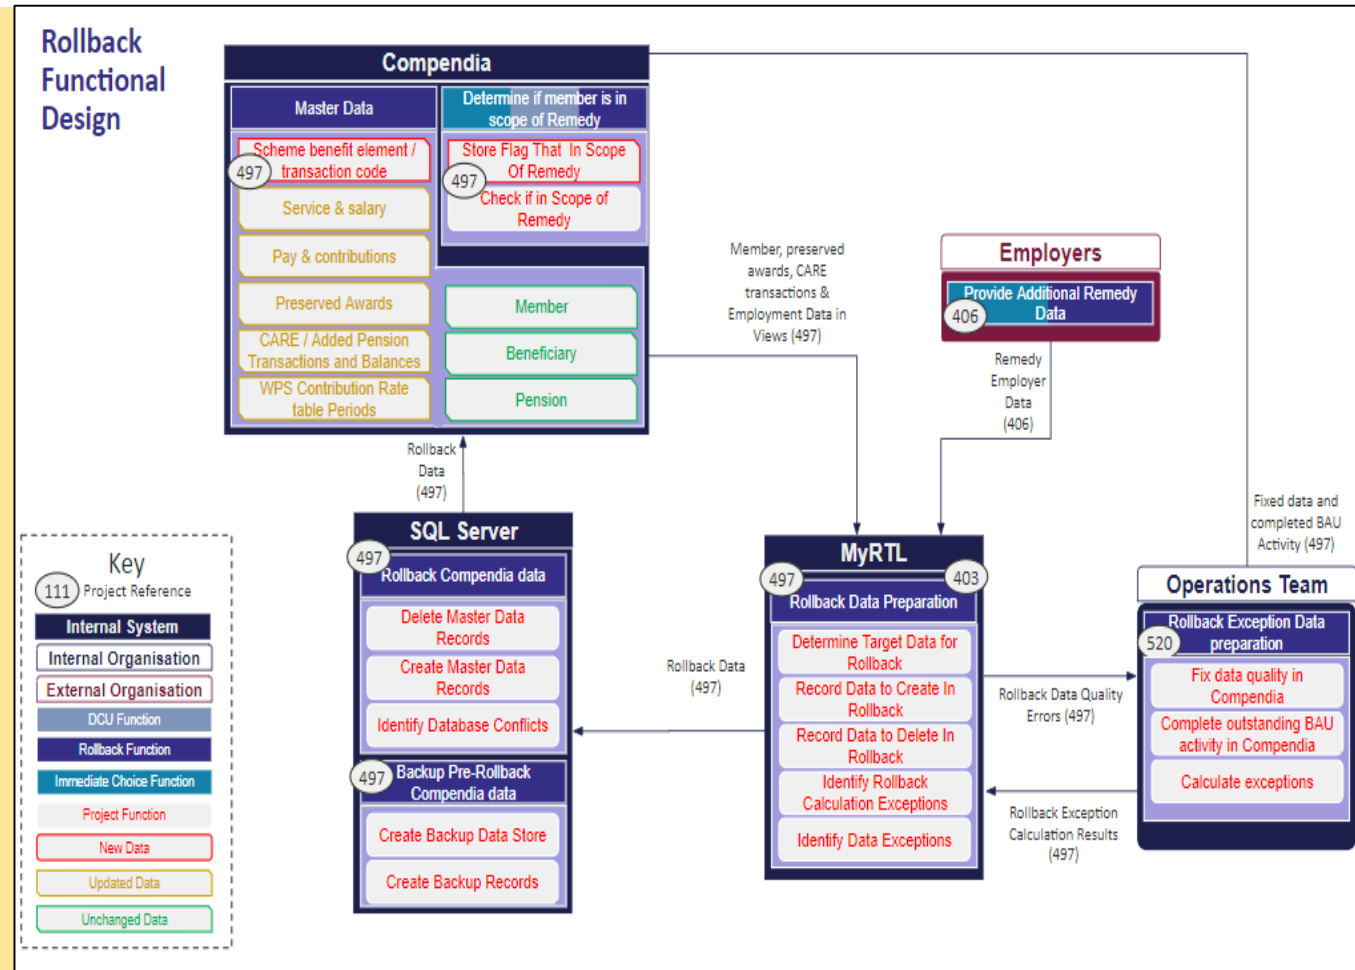 Rollback
Functional
Design
Compendia
Master Data
Scheme benefit element /
transaction code
497
Service & salary
Pay & contributions
Preserved Awards
CARE / Added Pension
Transactions and Balances
WPS Contribution Rate
table Periods
Determine if member is in
scope of Remedy
Store Flag That In Scope
Of Remedy
497
Check if in Scope of
Remedy
Member
Beneficiary
Pension
Member, preserved
awards, CARE
transactions &
Employment Data in
Views (497)
Employers
Provide Additional Remedy
Data
406
Remedy
Employer
Data
(406)
Rollback
Data
(497)
Fixed data and
completed BAU
Activity (497)
SQL Server
497
Rollback Compendia data
Delete Master Data
Records
Create Master Data
Records
Identify Database Conflicts
497
Backup Pre-Rollback
Compendia data
Create Backup Data Store
Create Backup Records
Rollback Data
(497)
MyRTL
497
403
Rollback Data Preparation
Determine Target Data for
Rollback
Record Data to Create In
Rollback
Record Data to Delete In
Rollback
Identify Rollback
Calculation Exceptions
Identify Data Exceptions
Rollback Data Quality
Errors (497)
Rollback Exception
Calculation Results
(497)
Operations Team
Rollback Exception Data
preparation
520
Fix data quality in
Compendia
Complete outstanding BAU
activity in Compendia
Calculate exceptions
Key
111 Project Reference
Internal System
Internal Organisation
External Organisation
DCU Function
Rollback Function
Immediate Choice Function
Project Function
New Data
Updated Data
Unchanged Data